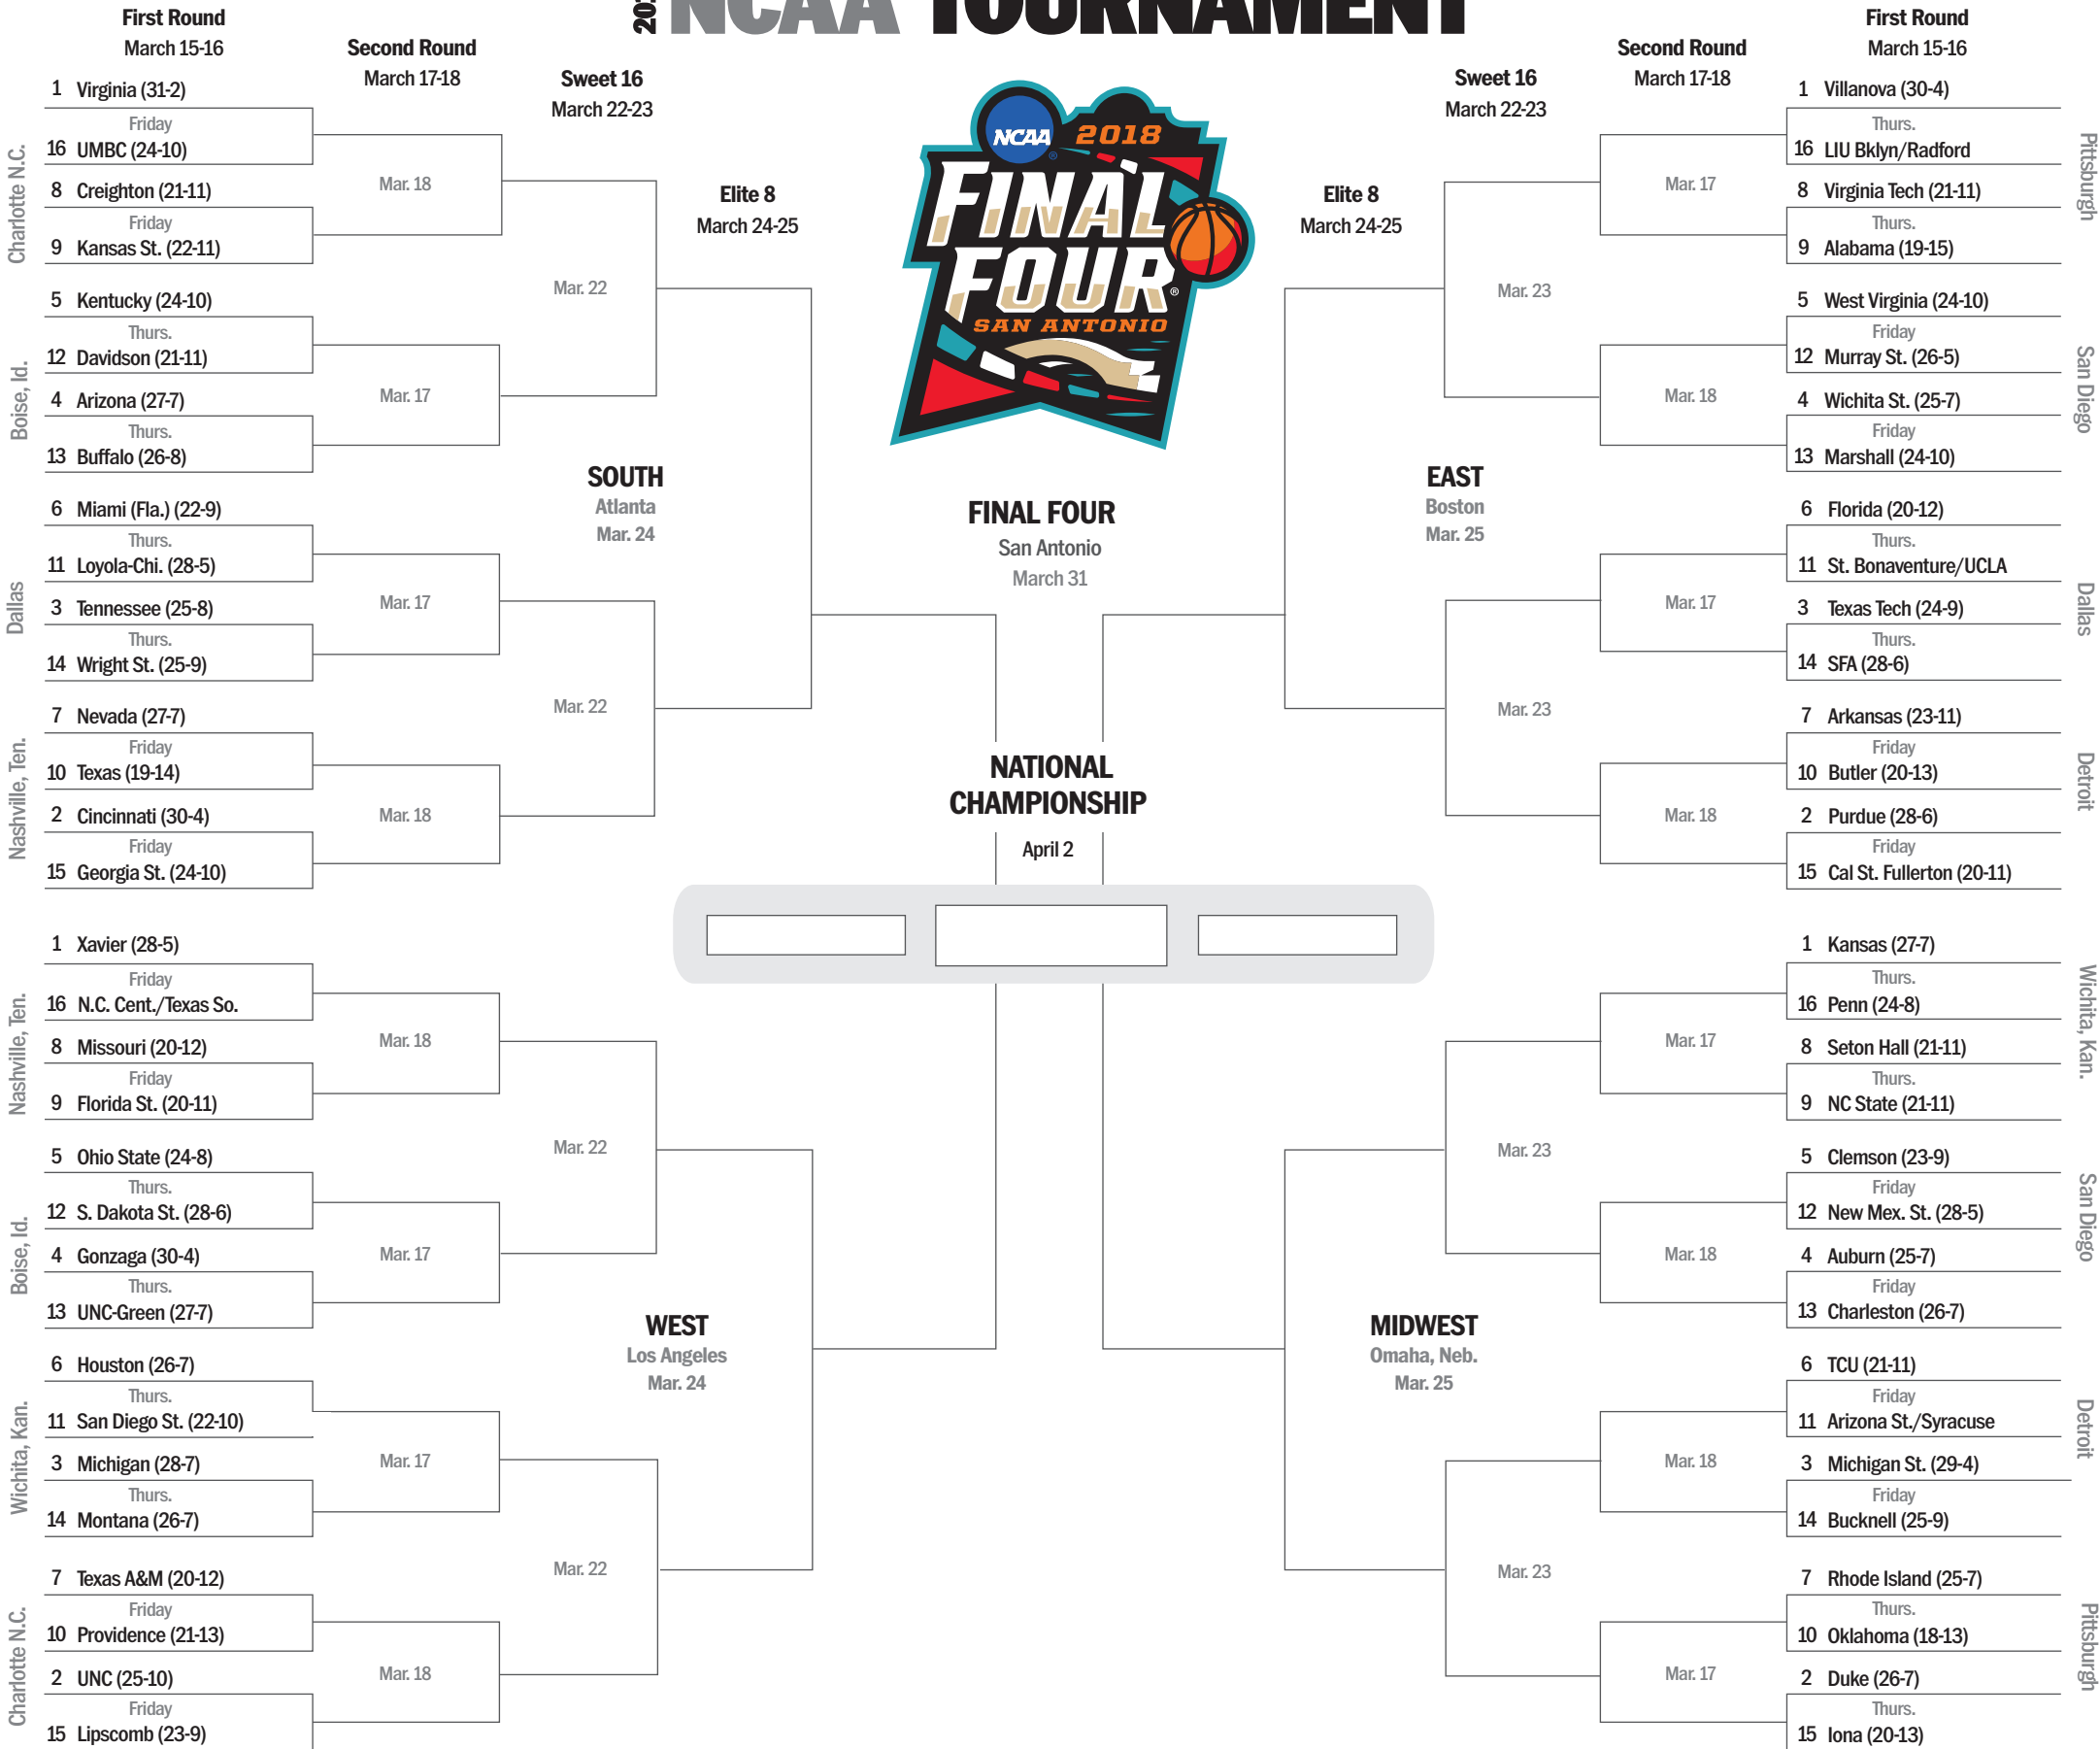 NCAA TOURNAMENT
First Round
March 15-16
Second Round
March 17-18
Sweet 16
March 22-23
Elite 8
March 24-25
Charlotte N.C.
1 Virginia (31-2)
Friday
16 UMBC (24-10)
8 Creighton (21-11)
Friday
9 Kansas St. (22-11)
Mar. 18
Boise, Id.
5 Kentucky (24-10)
Thurs.
12 Davidson (21-11)
4 Arizona (27-7)
Thurs.
13 Buffalo (26-8)
Mar. 17
Mar. 22
Dallas
6 Miami (Fla.) (22-9)
Thurs.
11 Loyola-Chi. (28-5)
3 Tennessee (25-8)
Thurs.
14 Wright St. (25-9)
Mar. 17
Nashville, Ten.
7 Nevada (27-7)
Friday
10 Texas (19-14)
2 Cincinnati (30-4)
Friday
15 Georgia St. (24-10)
Mar. 18
Mar. 22
SOUTH
Atlanta
Mar. 24
Nashville, Ten.
1 Xavier (28-5)
Friday
16 N.C. Cent./Texas So.
8 Missouri (20-12)
Friday
9 Florida St. (20-11)
Mar. 18
Boise, Id.
5 Ohio State (24-8)
Thurs.
12 S. Dakota St. (28-6)
4 Gonzaga (30-4)
Thurs.
13 UNC-Green (27-7)
Mar. 17
Mar. 22
Wichita, Kan.
6 Houston (26-7)
Thurs.
11 San Diego St. (22-10)
3 Michigan (28-7)
Thurs.
14 Montana (26-7)
Mar. 17
Charlotte N.C.
7 Texas A&M (20-12)
Friday
10 Providence (21-13)
2 UNC (25-10)
Friday
15 Lipscomb (23-9)
Mar. 18
Mar. 22
WEST
Los Angeles
Mar. 24
NCAA ®
2018
FINAL
FOUR ®
SAN ANTONIO
FINAL FOUR
San Antonio
March 31
NATIONAL
CHAMPIONSHIP
April 2
First Round
March 15-16
Second Round
March 17-18
Sweet 16
March 22-23
Elite 8
March 24-25
Pittsburgh
1 Villanova (30-4)
Thurs.
16 LIU Bklyn/Radford
8 Virginia Tech (21-11)
Thurs.
9 Alabama (19-15)
Mar. 17
San Diego
5 West Virginia (24-10)
Friday
12 Murray St. (26-5)
4 Wichita St. (25-7)
Friday
13 Marshall (24-10)
Mar. 18
Mar. 23
Dallas
6 Florida (20-12)
Thurs.
11 St. Bonaventure/UCLA
3 Texas Tech (24-9)
Thurs.
14 SFA (28-6)
Mar. 17
Detroit
7 Arkansas (23-11)
Friday
10 Butler (20-13)
2 Purdue (28-6)
Friday
15 Cal St. Fullerton (20-11)
Mar. 18
Mar. 23
EAST
Boston
Mar. 25
Wichita, Kan.
1 Kansas (27-7)
Thurs.
16 Penn (24-8)
8 Seton Hall (21-11)
Thurs.
9 NC State (21-11)
Mar. 17
San Diego
5 Clemson (23-9)
Friday
12 New Mex. St. (28-5)
4 Auburn (25-7)
Friday
13 Charleston (26-7)
Mar. 18
Mar. 23
Detroit
6 TCU (21-11)
Friday
11 Arizona St./Syracuse
3 Michigan St. (29-4)
Friday
14 Bucknell (25-9)
Mar. 18
Pittsburgh
7 Rhode Island (25-7)
Thurs.
10 Oklahoma (18-13)
2 Duke (26-7)
Thurs.
15 Iona (20-13)
Mar. 17
Mar. 23
MIDWEST
Omaha, Neb.
Mar. 25